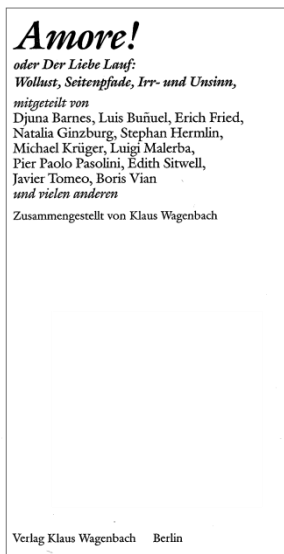 Amore!
oder Der Liebe Lauf:
Wollust, Seitenpfade, Irr- und Unsinn,
mitgeteilt von
Djuna Barnes, Luis Buñuel, Erich Fried,
Natalia Ginzburg, Stephan Hermlin,
Michael Krüger, Luigi Malerba,
Pier Paolo Pasolini, Edith Sitwell,
Javier Tomeo, Boris Vian
und vielen anderen
Zusammengestellt von Klaus Wagenbach
Verlag Klaus Wagenbach Berlin